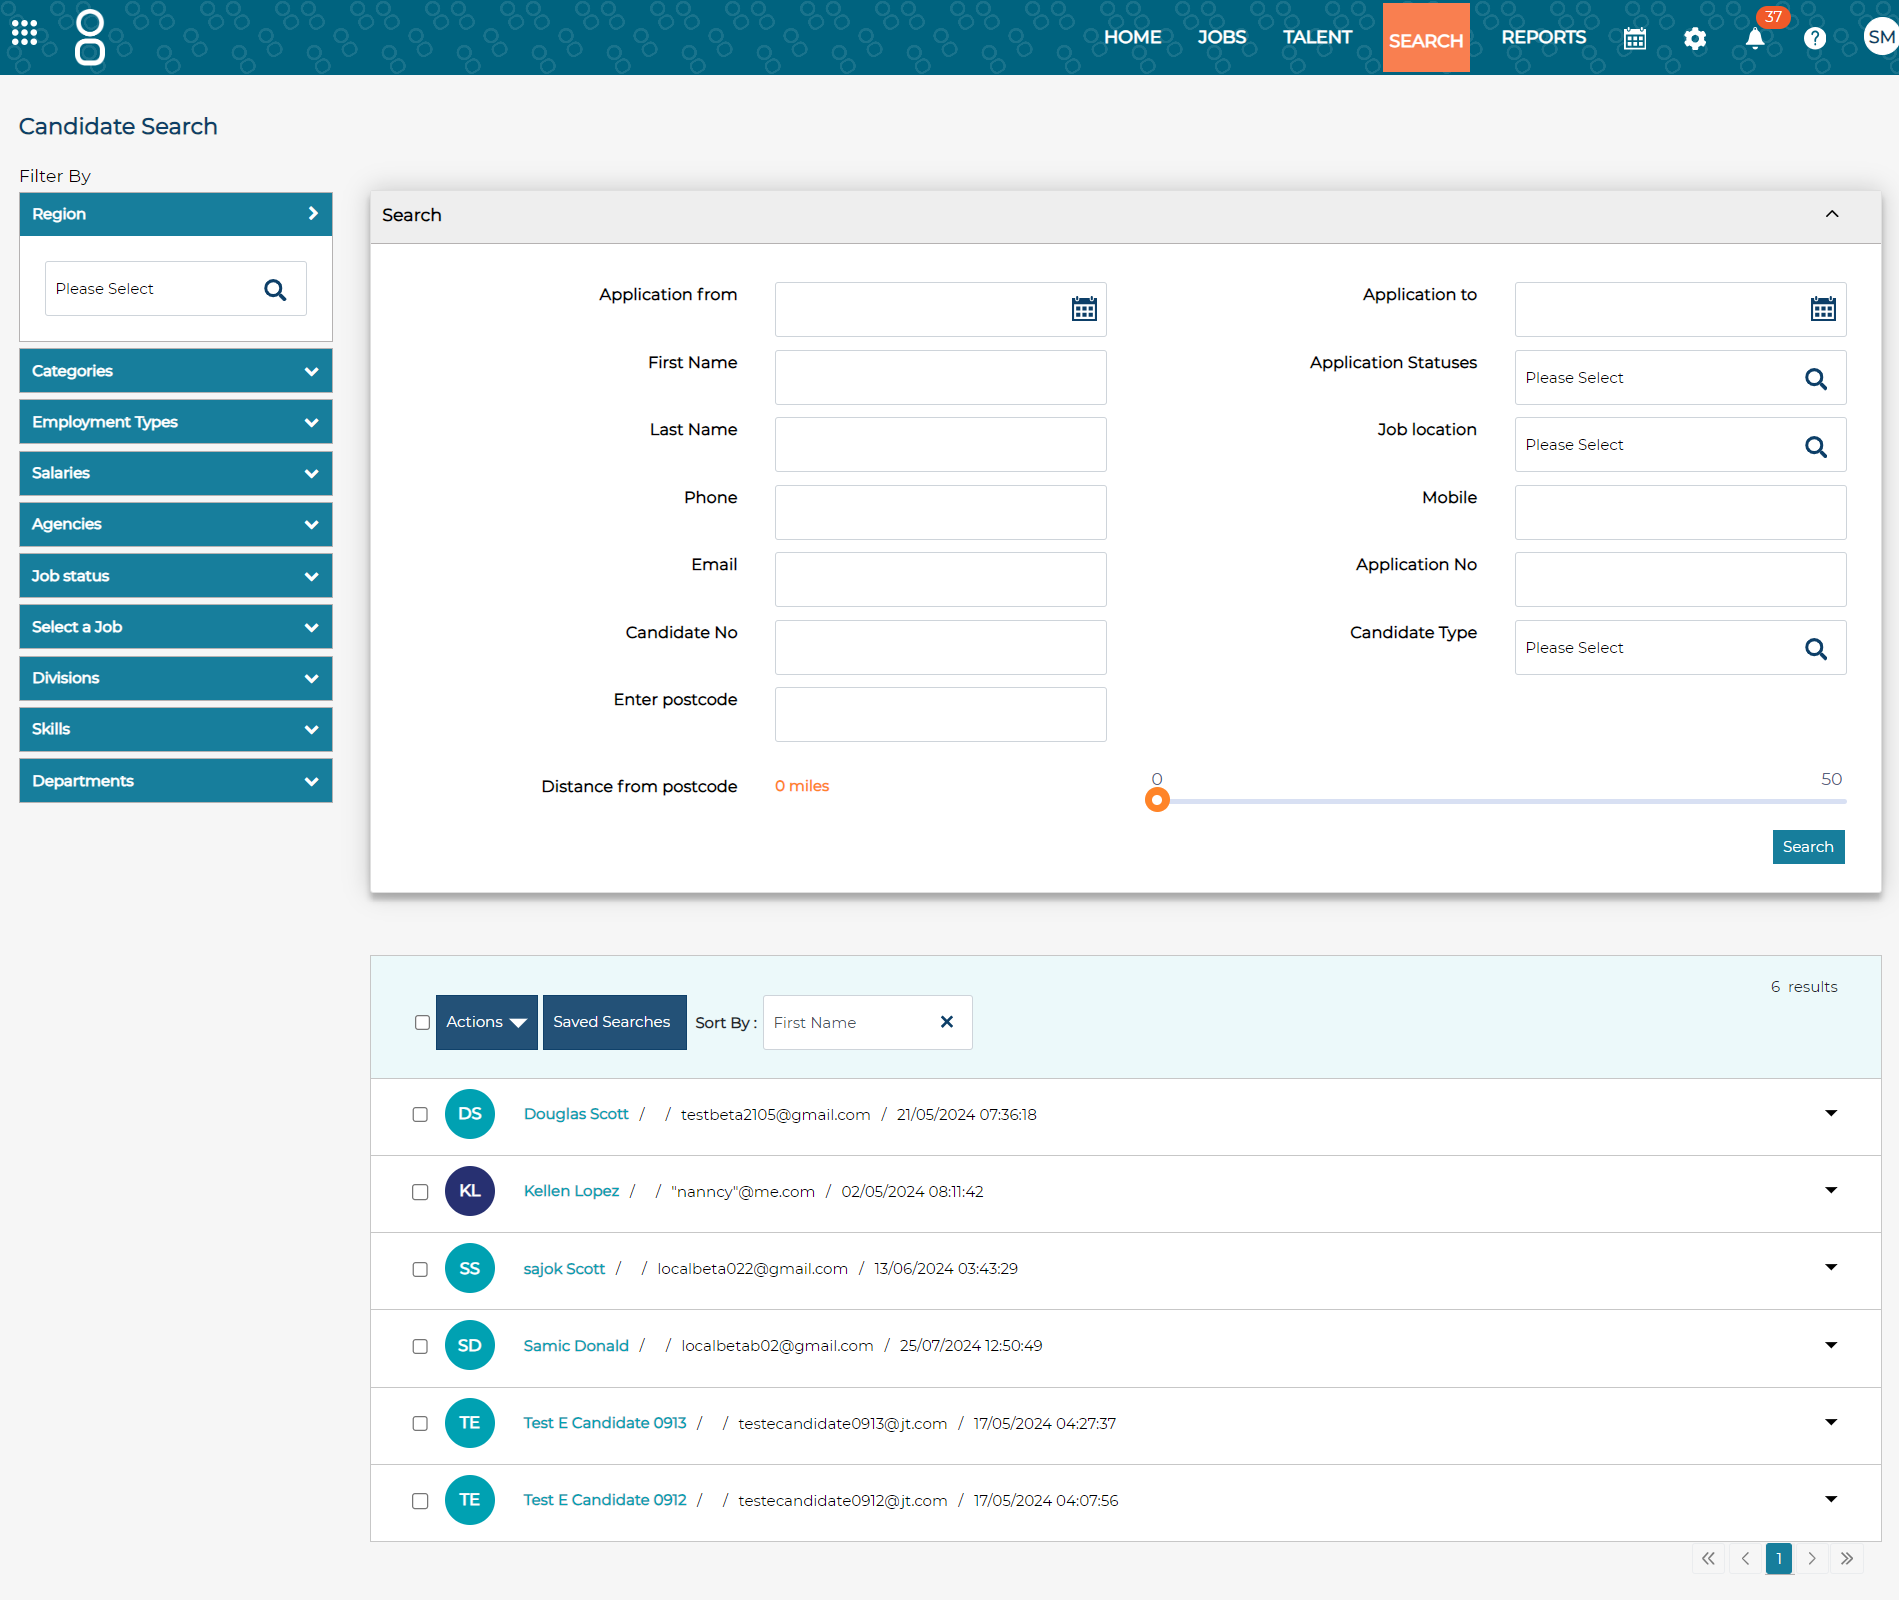 HOME JOBS TALENT SEARCH REPORTS 37 ? SM
Candidate Search
Filter By
Region
Please Select
Categories
Employment Types
Salaries
Agencies
Job status
Select a Job
Divisions
Skills
Departments
Search
Application from
Application to
First Name
Application Statuses
Please Select
Last Name
Job location
Please Select
Phone
Mobile
Email
Application No
Candidate No
Candidate Type
Please Select
Enter postcode
Distance from postcode
0 miles
0
50
Search
6 results
Actions
Saved Searches
Sort By :
First Name
DS Douglas Scott / / testbeta2105@gmail.com / 21/05/2024 07:36:18
KL Kellen Lopez / / "nanncy"@me.com / 02/05/2024 08:11:42
SS sajok Scott / / localbeta022@gmail.com / 13/06/2024 03:43:29
SD Samic Donald / / localbetab02@gmail.com / 25/07/2024 12:50:49
TE Test E Candidate 0913 / / testecandidate0913@jt.com / 17/05/2024 04:27:37
TE Test E Candidate 0912 / / testecandidate0912@jt.com / 17/05/2024 04:07:56
1